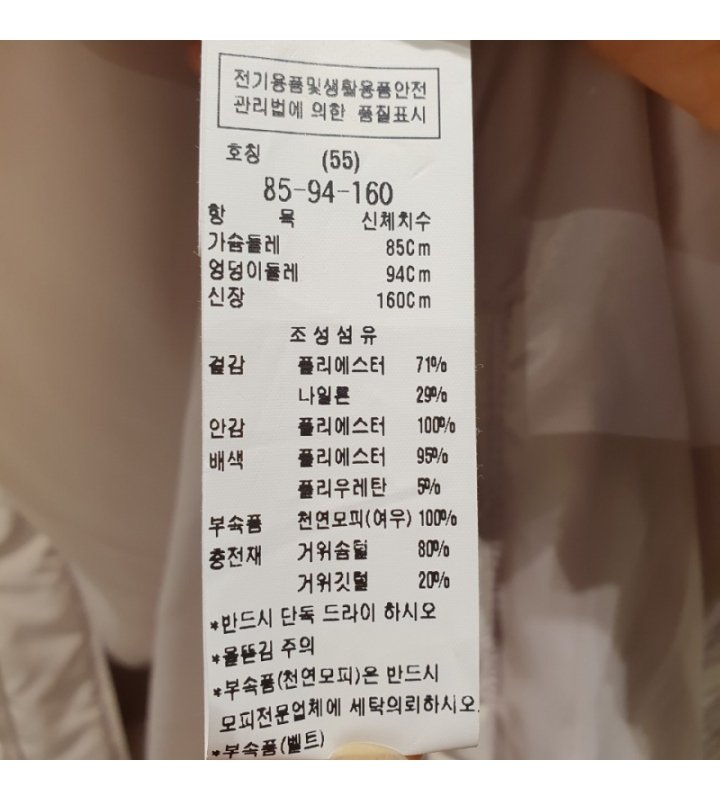 전기용품및생활용품안전
관리법에 의한 품질표시
호칭 (55)
85-94-160
항 목 신체치수
가슴둘레 85Cm
엉덩이둘레 94Cm
신장 160Cm
조성섬유
겉감 폴리에스터 71%
나일론 29%
안감 폴리에스터 100%
배색 폴리에스터 95%
폴리우레탄 5%
부속품 천연모피(여우) 100%
충전재 거위솜털 80%
거위깃털 20%
*반드시 단독 드라이 하시오
*올뜯김 주의
*부속품(천연모피)은 반드시
모피전문업체에 세탁의뢰하시오.
*부속품(벨트)